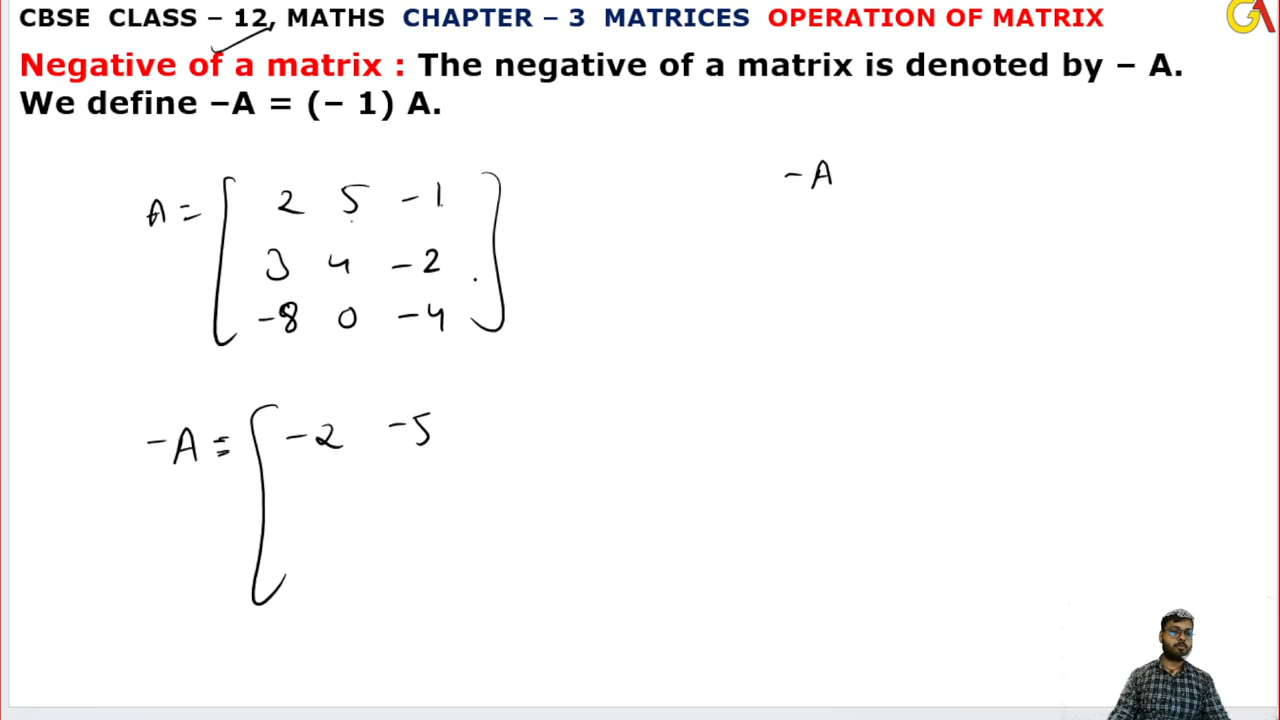 CBSE CLASS – 12, MATHS CHAPTER – 3 MATRICES OPERATION OF MATRIX
GA
Negative of a matrix : The negative of a matrix is denoted by – A.
We define –A = (– 1) A.
-A
A = [ 2 5 -1 ]
3 4 -2
-8 0 -4
-A = [ -2 -5